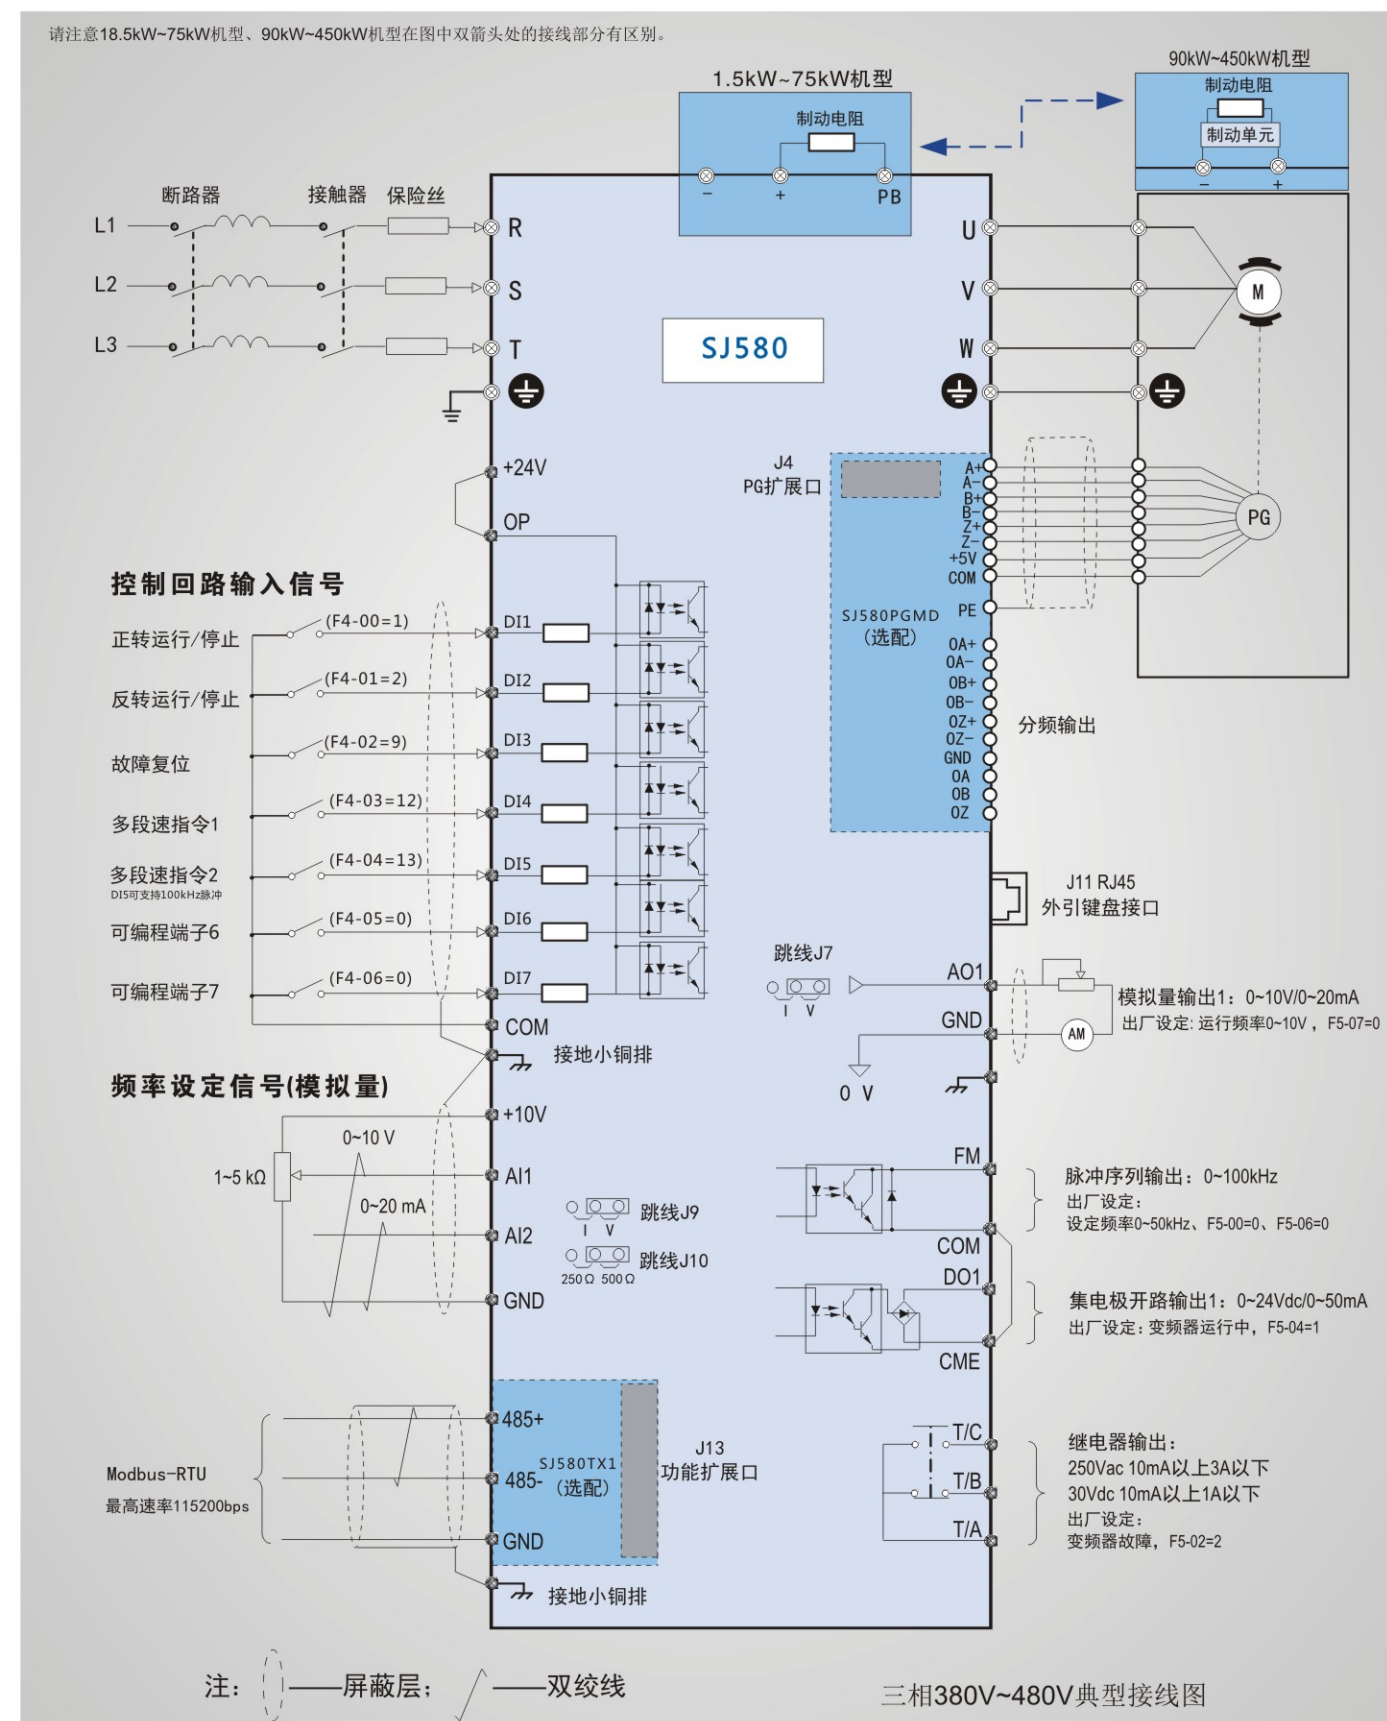 请注意18.5kW~75kW机型、90kW~450kW机型在图中双箭头处的接线部分有区别。
1.5kW~75kW机型
制动电阻
-
+
PB
90kW~450kW机型
制动电阻
制动单元
-
+
断路器
接触器
保险丝
L1
R
U
L2
S
V
M
L3
T
W
SJ580
+24V
OP
J4
PG扩展口
A+
A-
B+
B-
Z+
Z-
+5V
COM
PE
OA+
OA-
OB+
OB-
OZ+
OZ-
GND
OA
OB
OZ
SJ580PGMD
(选配)
PG
分频输出
控制回路输入信号
正转运行/停止
(F4-00=1)
DI1
反转运行/停止
(F4-01=2)
DI2
故障复位
(F4-02=9)
DI3
多段速指令1
(F4-03=12)
DI4
多段速指令2
DI5可支持100kHz脉冲
(F4-04=13)
DI5
可编程端子6
(F4-05=0)
DI6
可编程端子7
(F4-06=0)
DI7
COM
接地小铜排
J11 RJ45
外引键盘接口
跳线J7
I V
AO1
GND
0 V
AM
模拟量输出1：0~10V/0~20mA
出厂设定: 运行频率0~10V， F5-07=0
频率设定信号(模拟量)
+10V
0~10 V
1~5 kΩ
AI1
0~20 mA
AI2
GND
I V
跳线J9
250Ω 500Ω
跳线J10
FM
COM
脉冲序列输出：0~100kHz
出厂设定：
设定频率0~50kHz、F5-00=0、F5-06=0
DO1
CME
集电极开路输出1：0~24Vdc/0~50mA
出厂设定：变频器运行中，F5-04=1
Modbus-RTU
最高速率115200bps
485+
485-
GND
SJ580TX1
(选配)
J13
功能扩展口
接地小铜排
T/C
T/B
T/A
继电器输出：
250Vac 10mA以上3A以下
30Vdc 10mA以上1A以下
出厂设定：
变频器故障，F5-02=2
注：
——屏蔽层；
——双绞线
三相380V~480V典型接线图